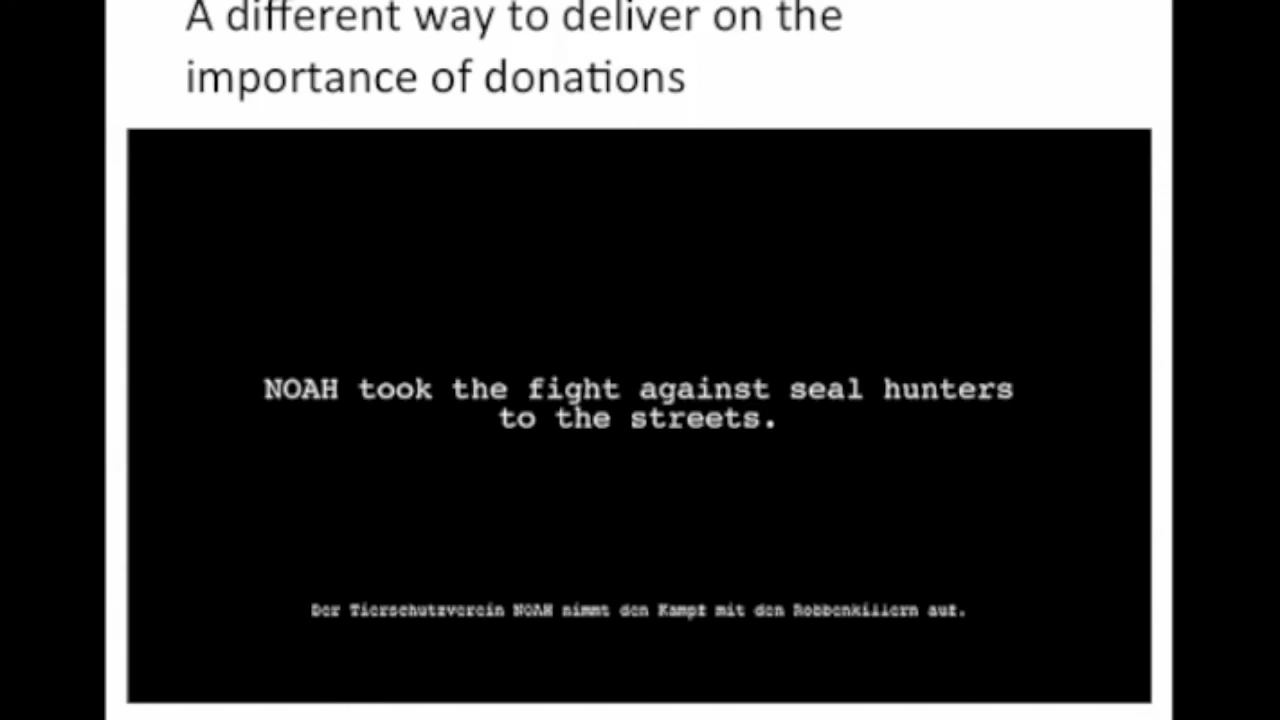 A different way to deliver on the
importance of donations
NOAH took the fight against seal hunters
to the streets.
Der Tierschutzverein NOAH nimmt den Kampf mit den Robbenkillern auf.